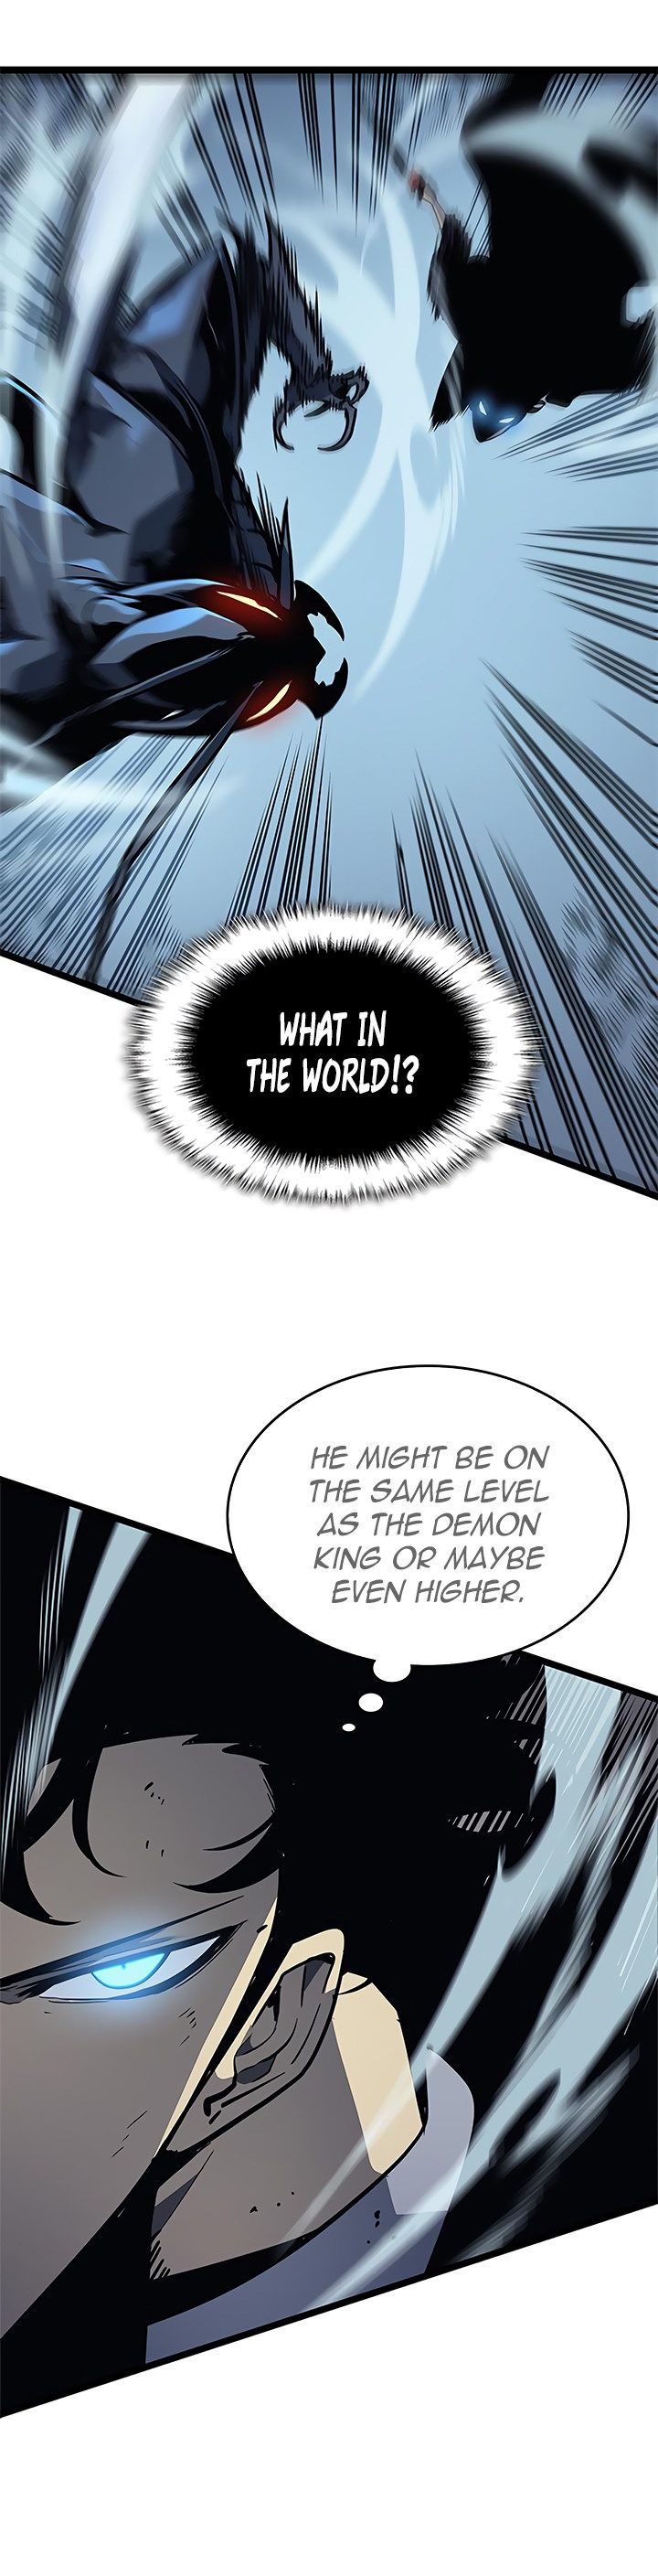 WHAT IN
THE WORLD!?
HE MIGHT BE ON
THE SAME LEVEL
AS THE DEMON
KING OR MAYBE
EVEN HIGHER.